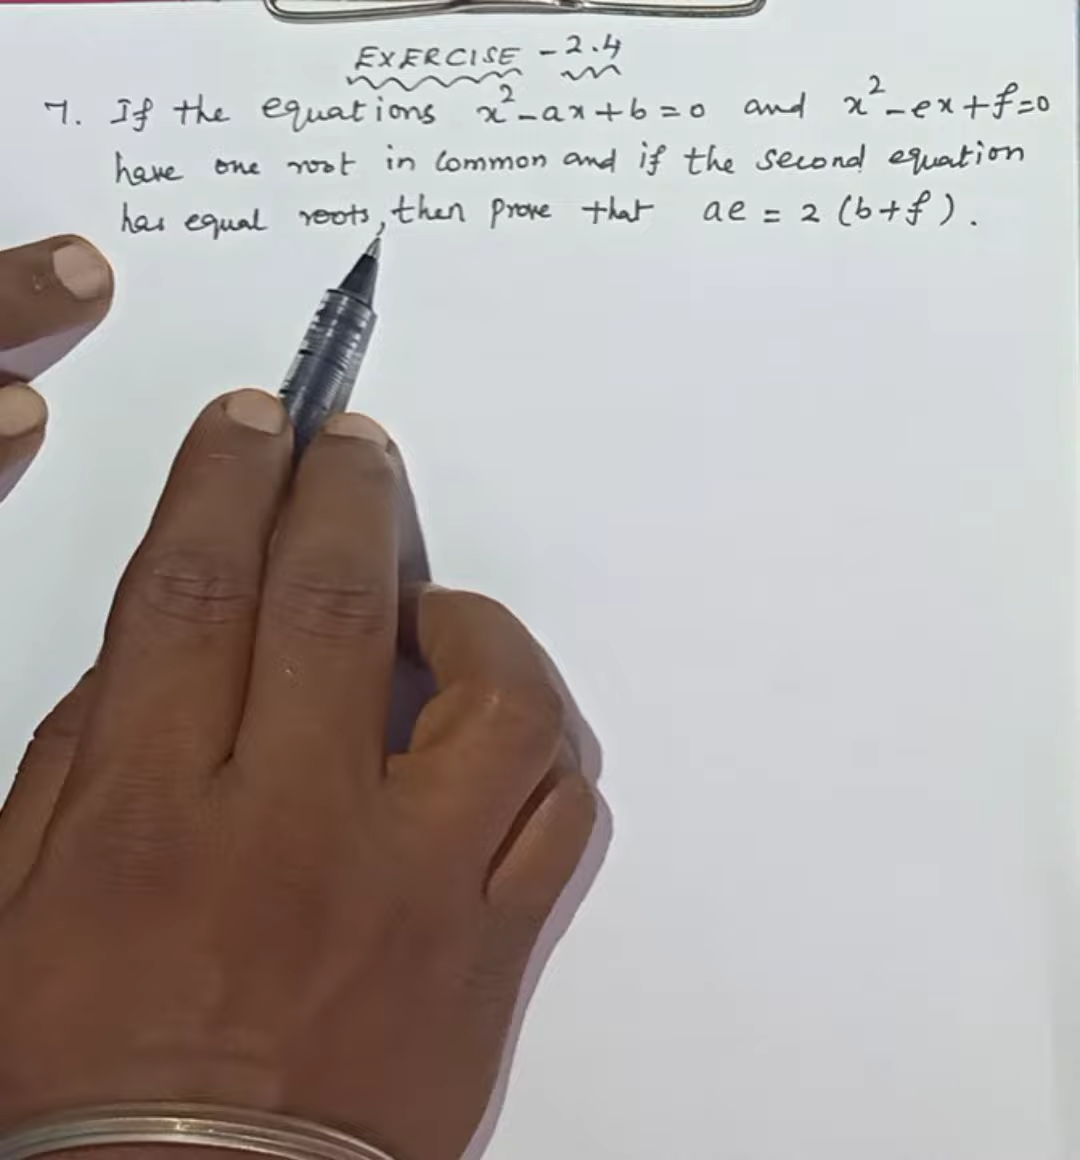 EXERCISE - 2.4
7. If the equations x²-ax+b=0 and x²-ex+f=0
have one root in common and if the second equation
has equal roots, then prove that ae = 2 (b+f).